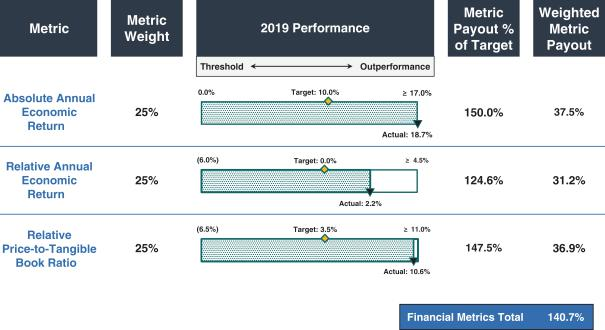 Metric
Metric
Weight
2019 Performance
Metric
Payout %
of Target
Weighted
Metric
Payout
Threshold
Outperformance
Absolute Annual
Economic
Return
25%
0.0%
Target: 10.0%
≥ 17.0%
Actual: 18.7%
150.0%
37.5%
Relative Annual
Economic
Return
25%
(6.0%)
Target: 0.0%
≥ 4.5%
Actual: 2.2%
124.6%
31.2%
Relative
Price-to-Tangible
Book Ratio
25%
(6.5%)
Target: 3.5%
≥ 11.0%
Actual: 10.6%
147.5%
36.9%
Financial Metrics Total 140.7%